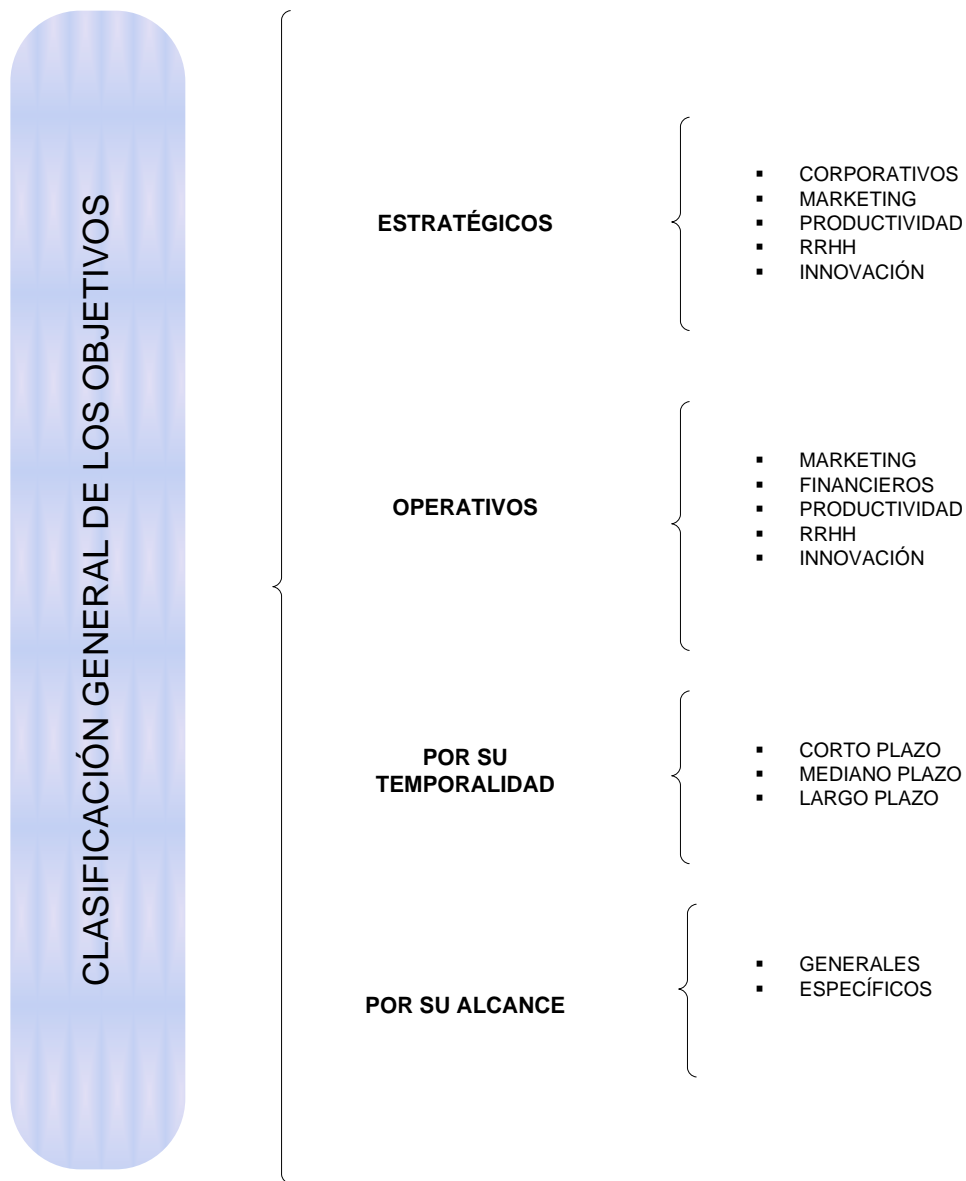 CLASIFICACIÓN GENERAL DE LOS OBJETIVOS
ESTRATÉGICOS
▪ CORPORATIVOS
▪ MARKETING
▪ PRODUCTIVIDAD
▪ RRHH
▪ INNOVACIÓN
OPERATIVOS
▪ MARKETING
▪ FINANCIEROS
▪ PRODUCTIVIDAD
▪ RRHH
▪ INNOVACIÓN
POR SU
TEMPORALIDAD
▪ CORTO PLAZO
▪ MEDIANO PLAZO
▪ LARGO PLAZO
POR SU ALCANCE
▪ GENERALES
▪ ESPECÍFICOS